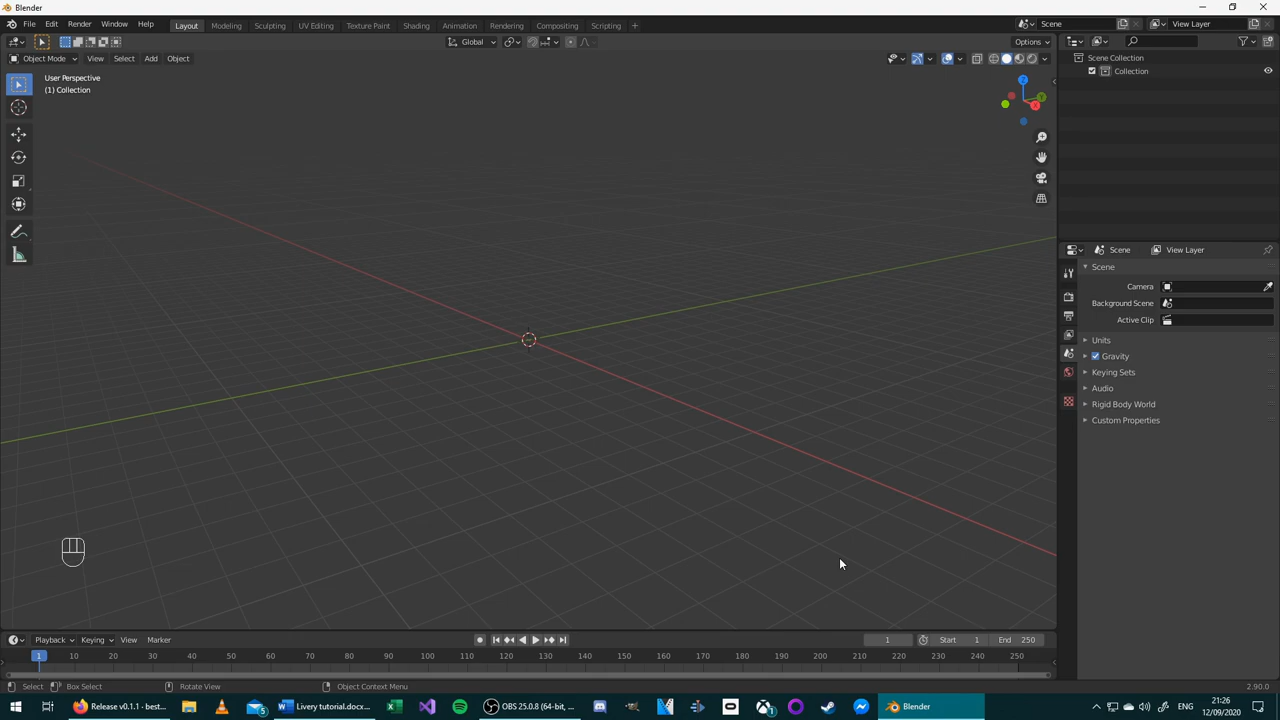 Blender
File Edit Render Window Help Layout Modeling Sculpting UV Editing Texture Paint Shading Animation Rendering Compositing Scripting + Scene View Layer
Global Options
Object Mode View Select Add Object
User Perspective
(1) Collection
Z
Y
X
Scene Collection
Collection
Scene View Layer
Scene
Camera
Background Scene
Active Clip
Units
Gravity
Keying Sets
Audio
Rigid Body World
Custom Properties
Playback Keying View Marker 1 Start 1 End 250
1 10 20 30 40 50 60 70 80 90 100 110 120 130 140 150 160 170 180 190 200 210 220 230 240 250
Select Box Select Rotate View Object Context Menu 2.90.0
Release v0.1.1 - best... 5 Livery tutorial.docx... OBS 25.0.8 (64-bit, ... 1 Blender ENG 21:26
12/09/2020